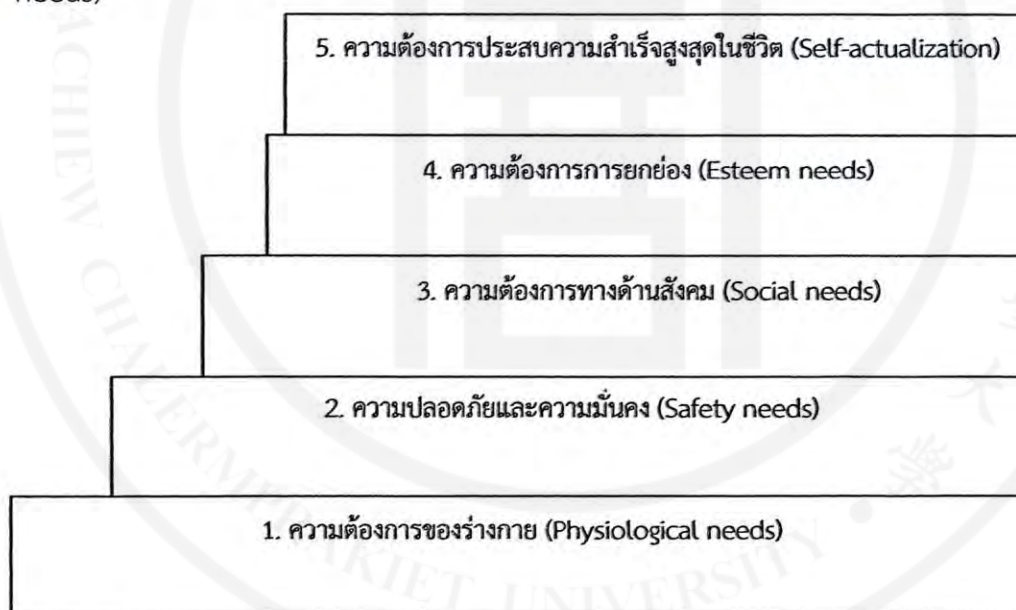 5. ความต้องการประสบความสำเร็จสูงสุดในชีวิต (Self-actualization)
4. ความต้องการการยกย่อง (Esteem needs)
3. ความต้องการทางด้านสังคม (Social needs)
2. ความปลอดภัยและความมั่นคง (Safety needs)
1. ความต้องการของร่างกาย (Physiological needs)
ACHIEW CHALERMPRAKIET UNIVERSITY